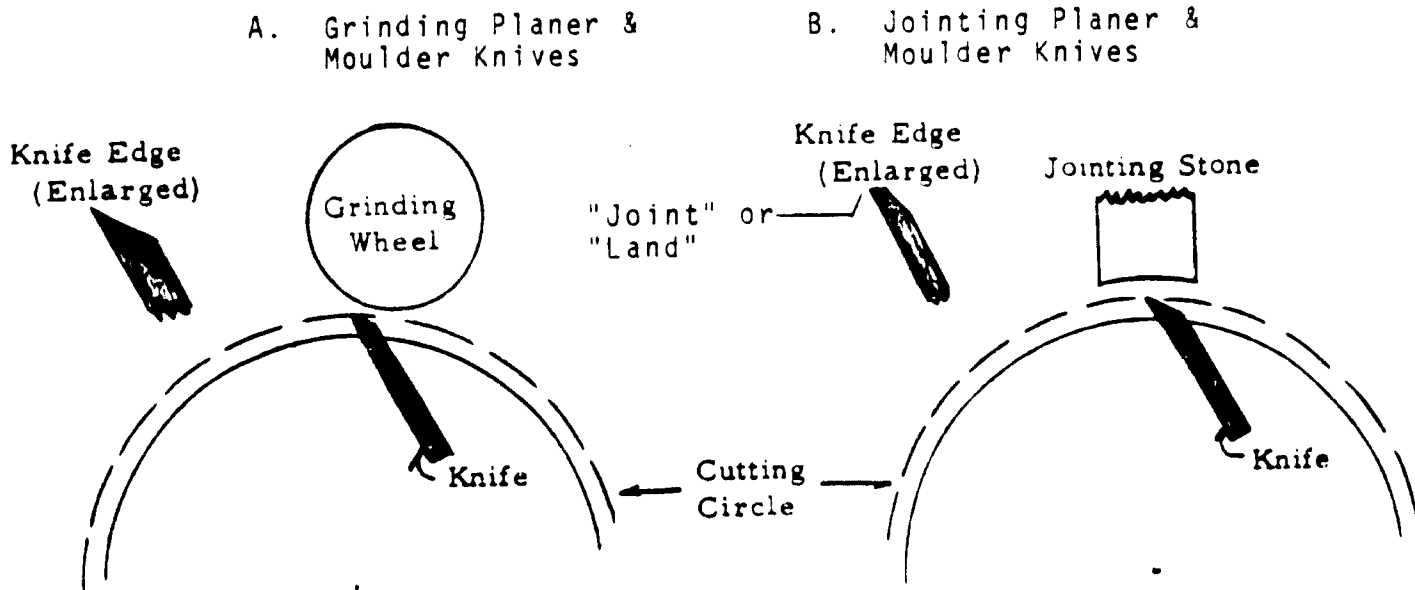 A. Grinding Planer &
Moulder Knives
B. Jointing Planer &
Moulder Knives
Knife Edge
(Enlarged)
Grinding
Wheel
Knife
Knife Edge
(Enlarged)
Jointing Stone
"Joint" or
"Land"
Knife
Cutting
Circle